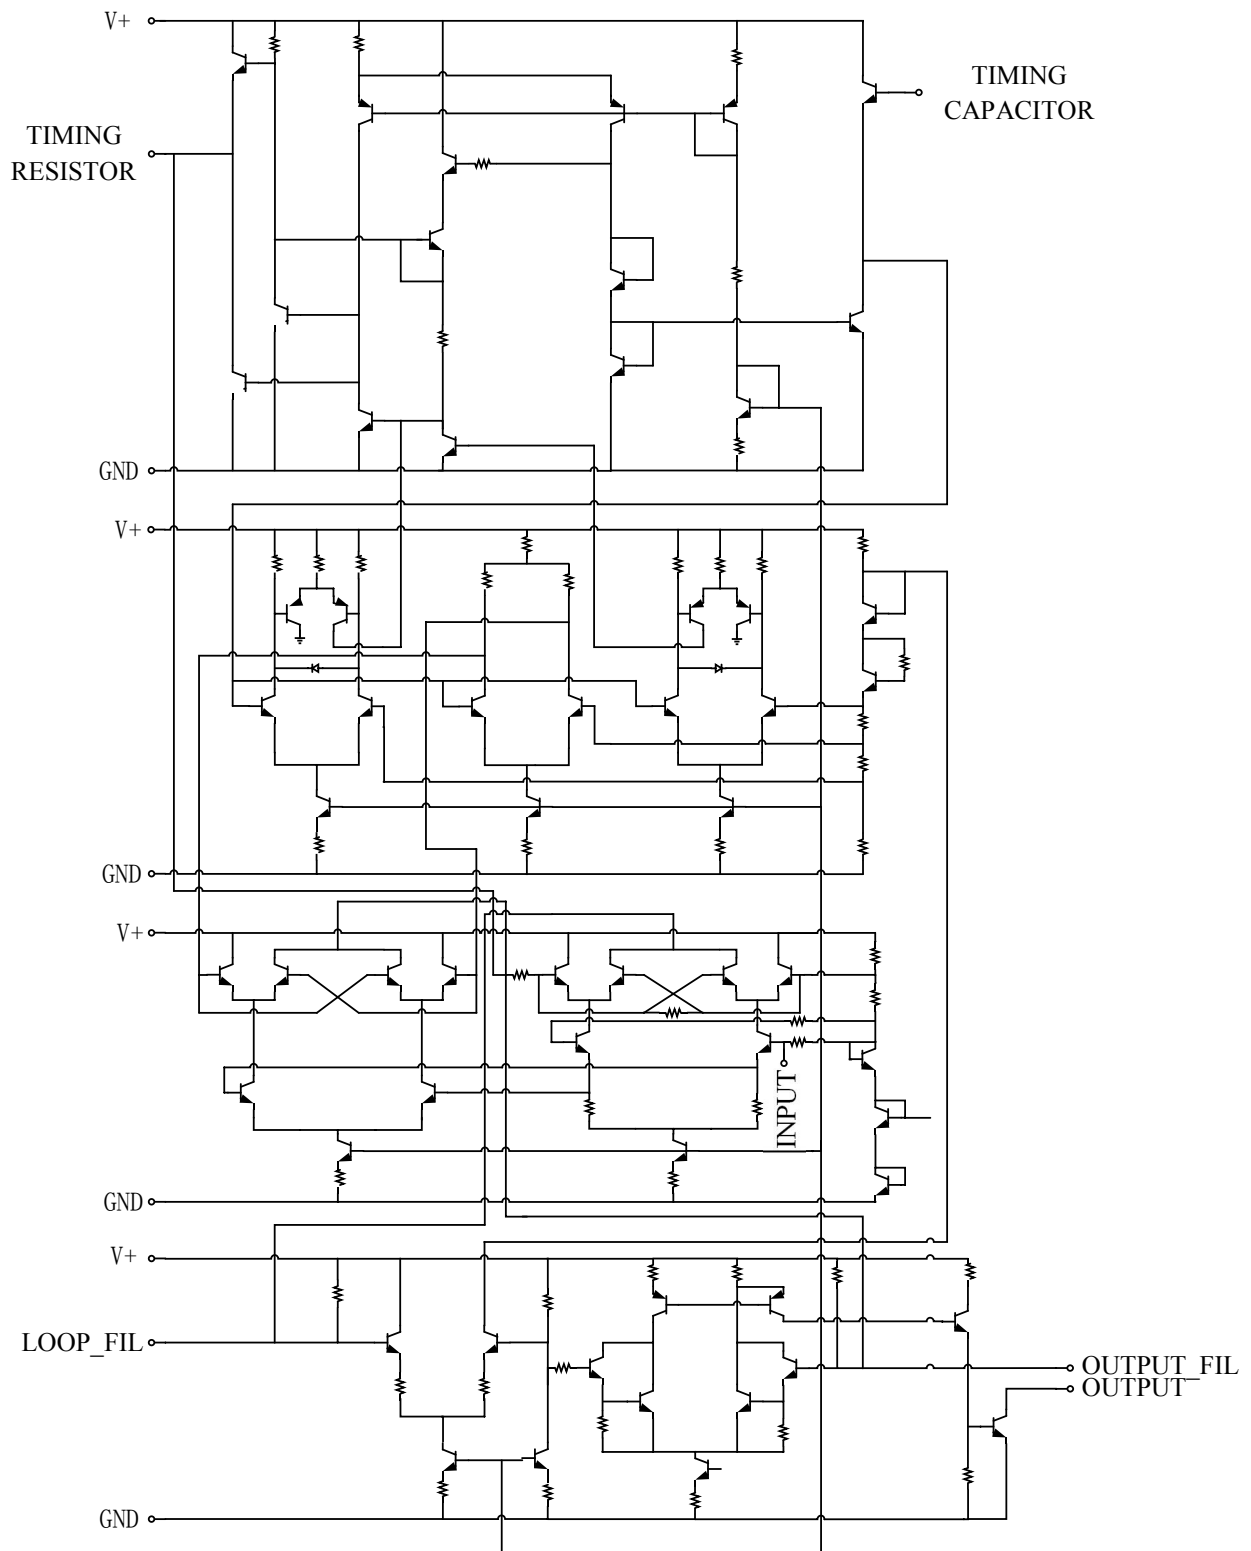 V+
TIMING
CAPACITOR
TIMING
RESISTOR
GND
V+
GND
V+
INPUT
GND
V+
LOOP_FIL
OUTPUT_FIL
OUTPUT
GND